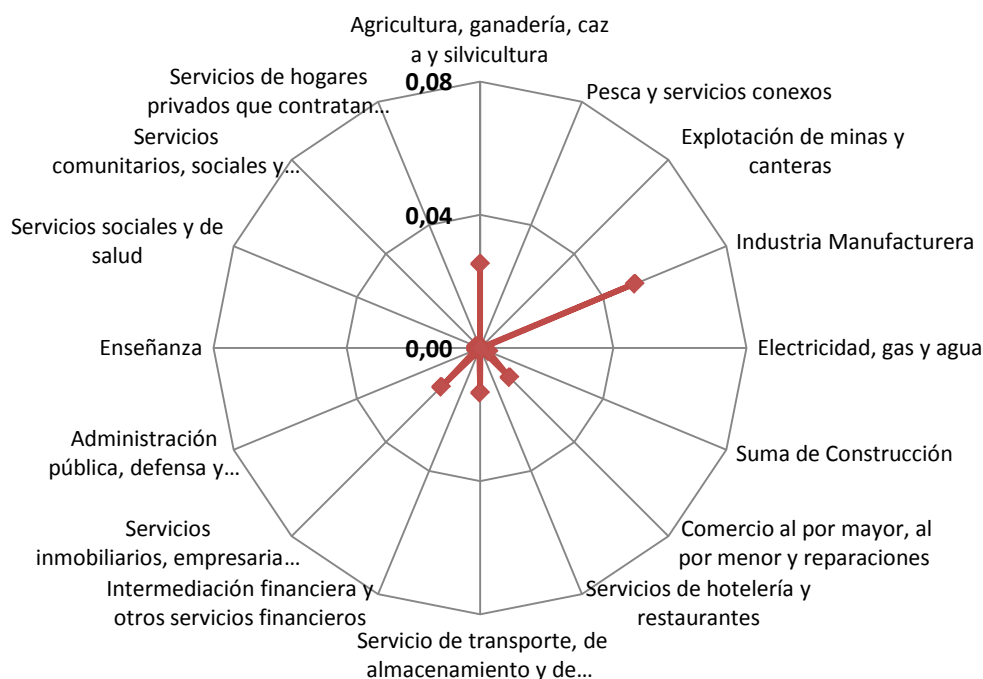 Agricultura, ganadería, caz
a y silvicultura
Pesca y servicios conexos
Explotación de minas y
canteras
Industria Manufacturera
Electricidad, gas y agua
Suma de Construcción
Comercio al por mayor, al
por menor y reparaciones
Servicios de hotelería y
restaurantes
Servicio de transporte, de
almacenamiento y de...
Intermediación financiera y
otros servicios financieros
Servicios
inmobiliarios, empresaria...
Administración
pública, defensa y...
Enseñanza
Servicios sociales y de
salud
Servicios
comunitarios, sociales y...
Servicios de hogares
privados que contratan...
0,08
0,04
0,00